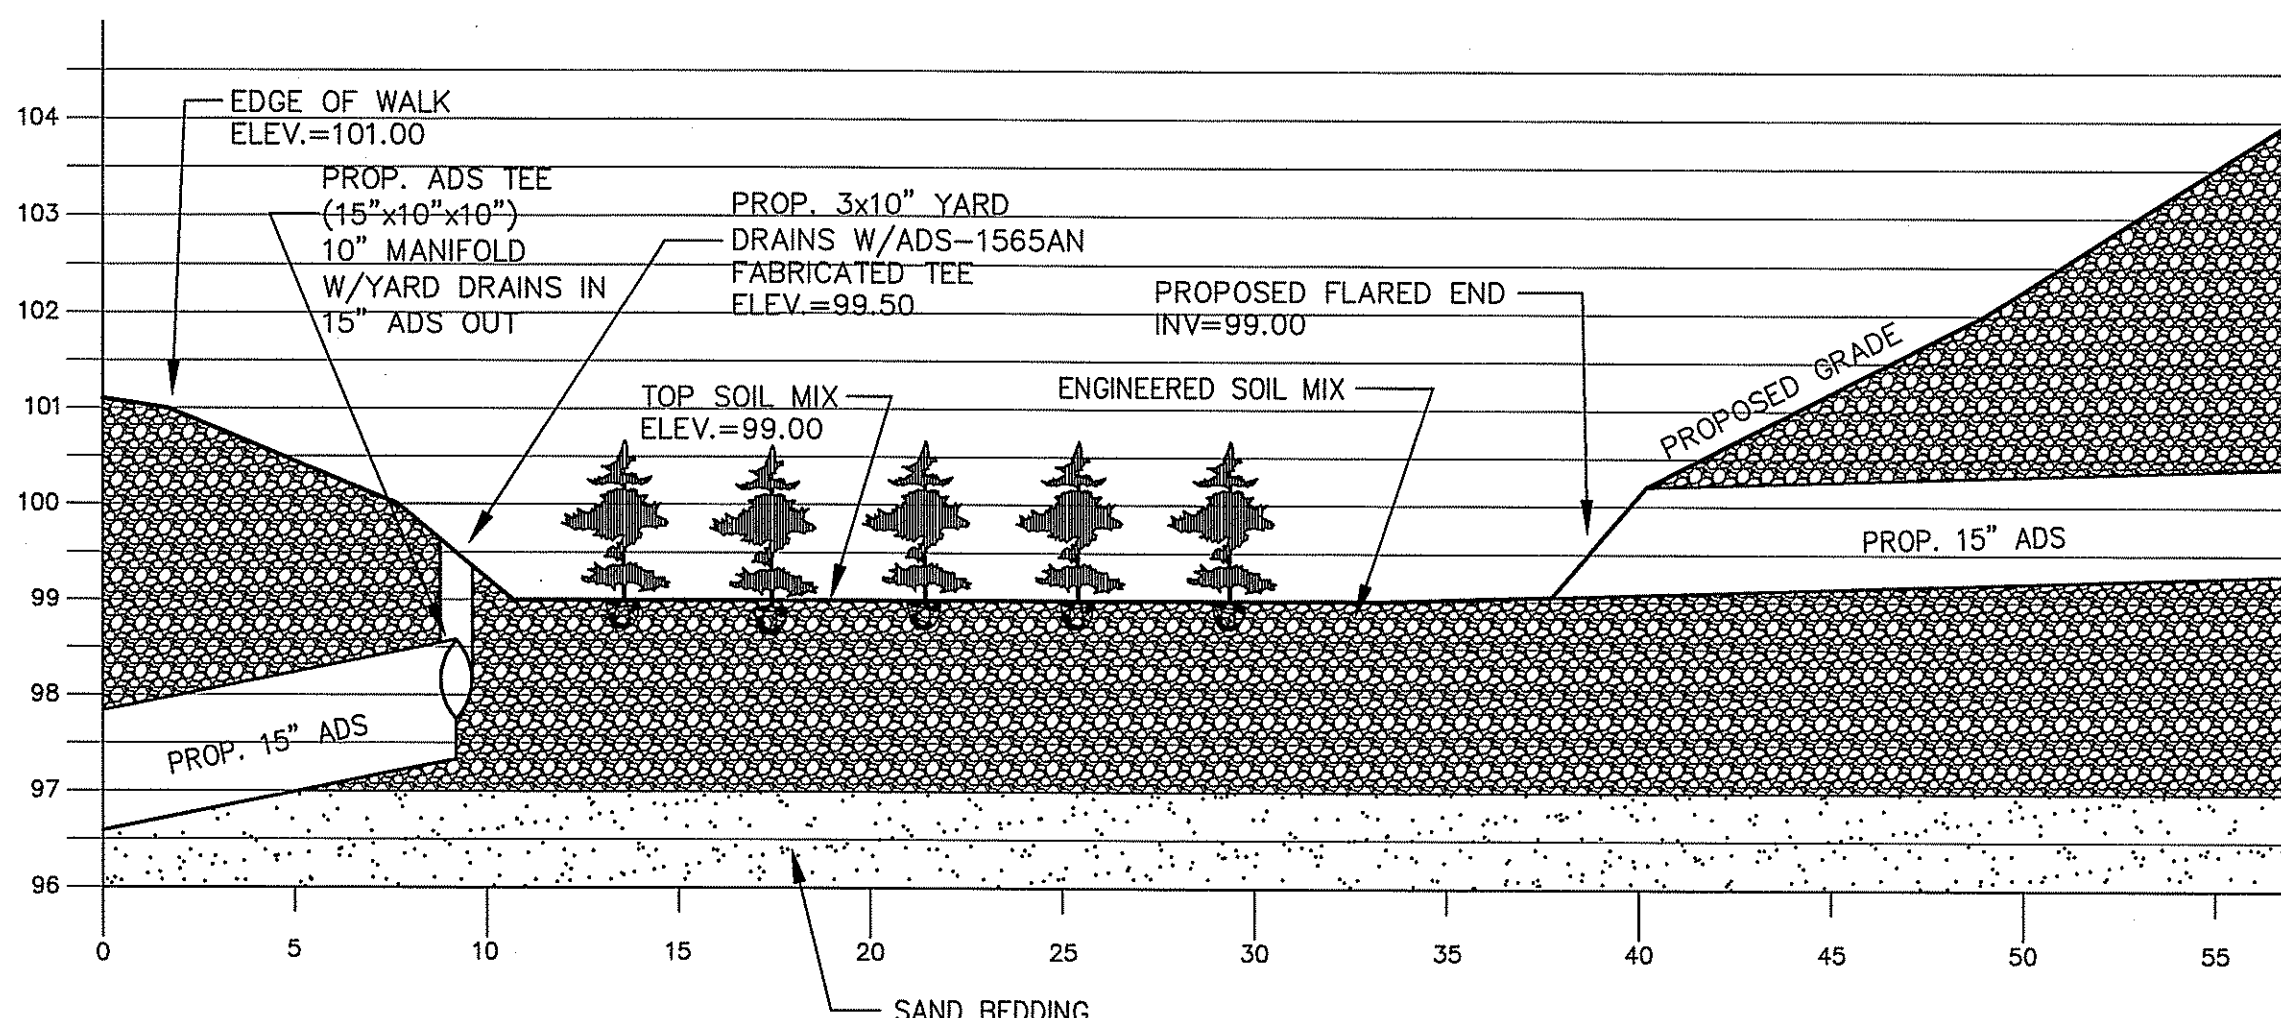 EDGE OF WALK
ELEV.=101.00
PROP. ADS TEE
(15"x10"x10")
10" MANIFOLD
W/YARD DRAINS IN
15" ADS OUT
PROP. 3x10" YARD
DRAINS W/ADS-1565AN
FABRICATED TEE
ELEV.=99.50
PROPOSED FLARED END
INV=99.00
TOP SOIL MIX
ELEV.=99.00
ENGINEERED SOIL MIX
PROPOSED GRADE
PROP. 15" ADS
PROP. 15" ADS
104
103
102
101
100
99
98
97
96
0 5 10 15 20 25 30 35 40 45 50 55
SAND BEDDING